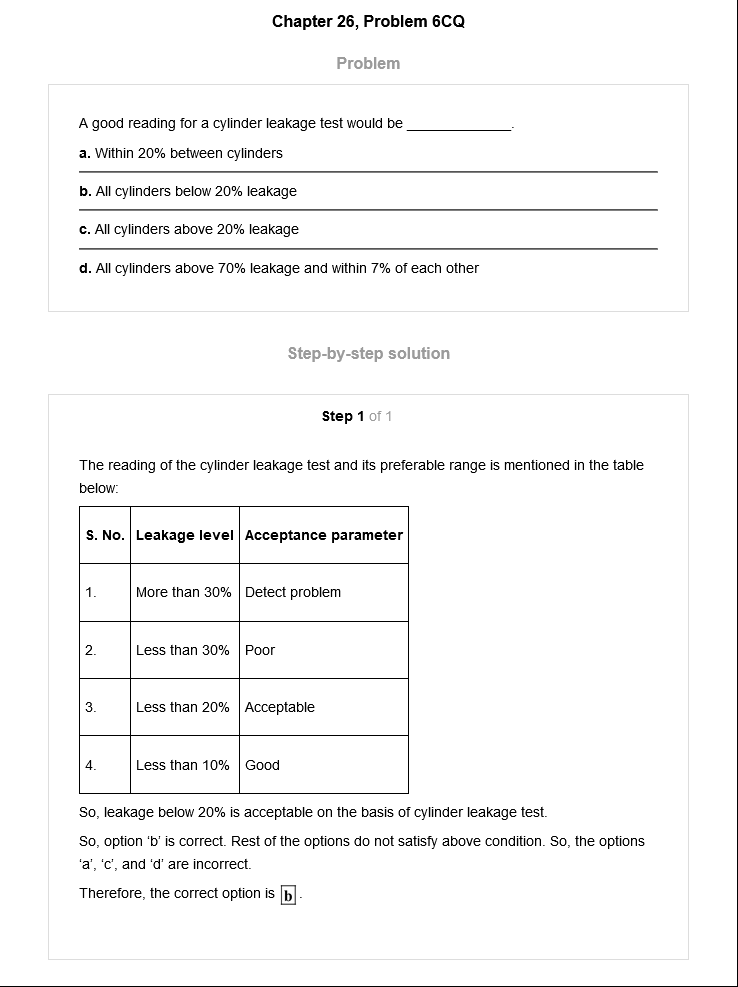 Chapter 26, Problem 6CQ
Problem
A good reading for a cylinder leakage test would be _____________.
a. Within 20% between cylinders
b. All cylinders below 20% leakage
c. All cylinders above 20% leakage
d. All cylinders above 70% leakage and within 7% of each other
Step-by-step solution
Step 1 of 1
The reading of the cylinder leakage test and its preferable range is mentioned in the table
below:
S. No. Leakage level Acceptance parameter
1. More than 30% Detect problem
2. Less than 30% Poor
3. Less than 20% Acceptable
4. Less than 10% Good
So, leakage below 20% is acceptable on the basis of cylinder leakage test.
So, option ‘b’ is correct. Rest of the options do not satisfy above condition. So, the options
‘a’, ‘c’, and ‘d’ are incorrect.
Therefore, the correct option is b .